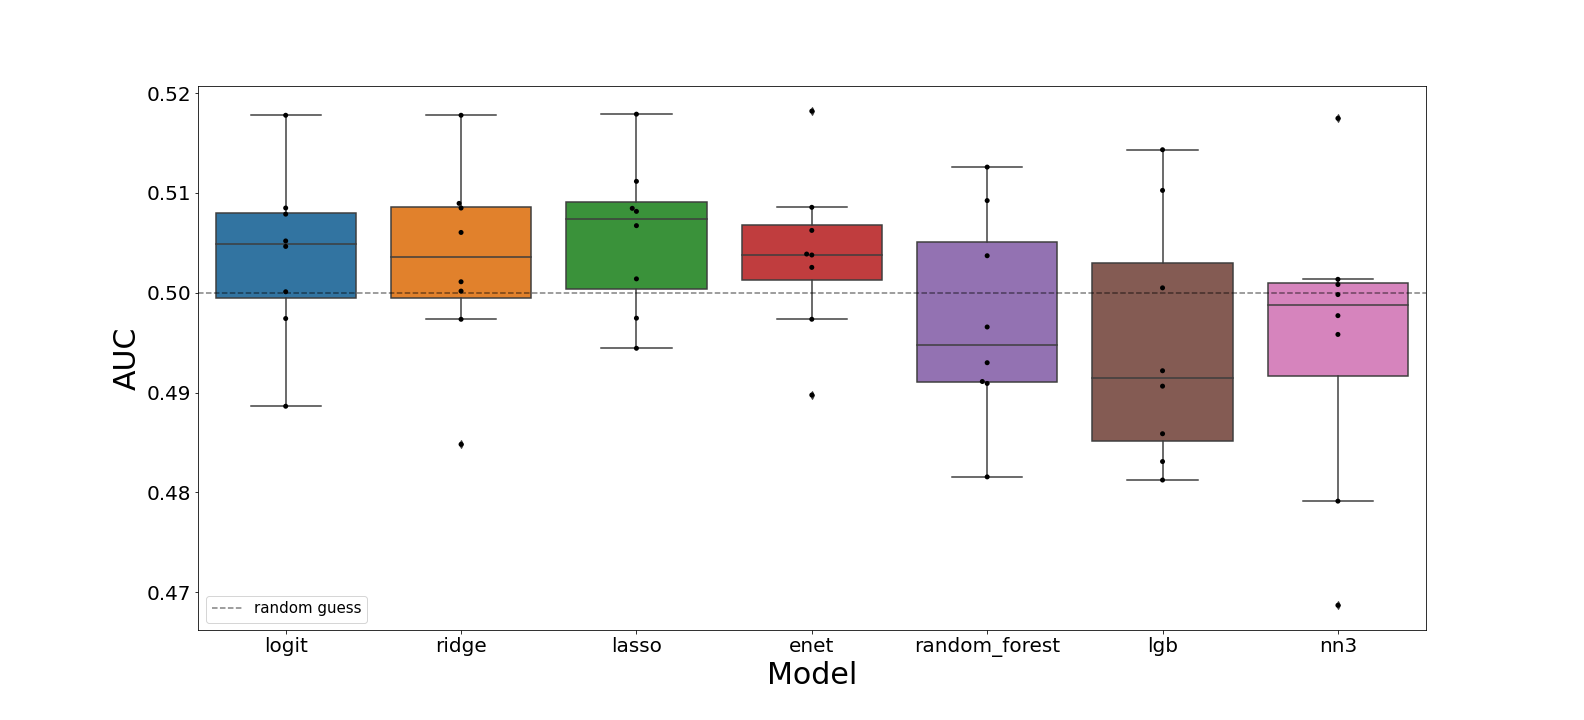 0.52
0.51
0.50
0.49
0.48
0.47
AUC
random guess
logit ridge lasso enet random_forest lgb nn3
Model